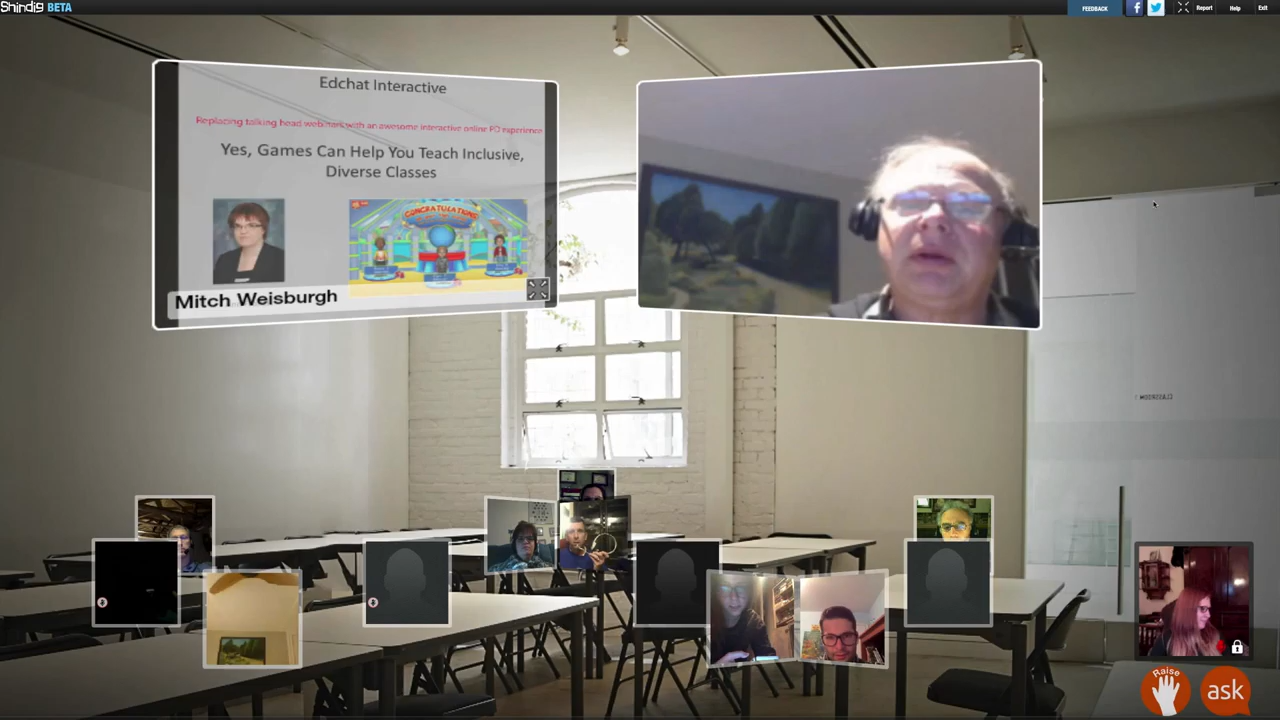 Shindig BETA
FEEDBACK
Report
Help
Exit
Edchat Interactive
Replacing talking head webinars with an awesome interactive online PD experience
Yes, Games Can Help You Teach Inclusive,
Diverse Classes
CONGRATULATIONS
Mitch Weisburgh
Raise
ask